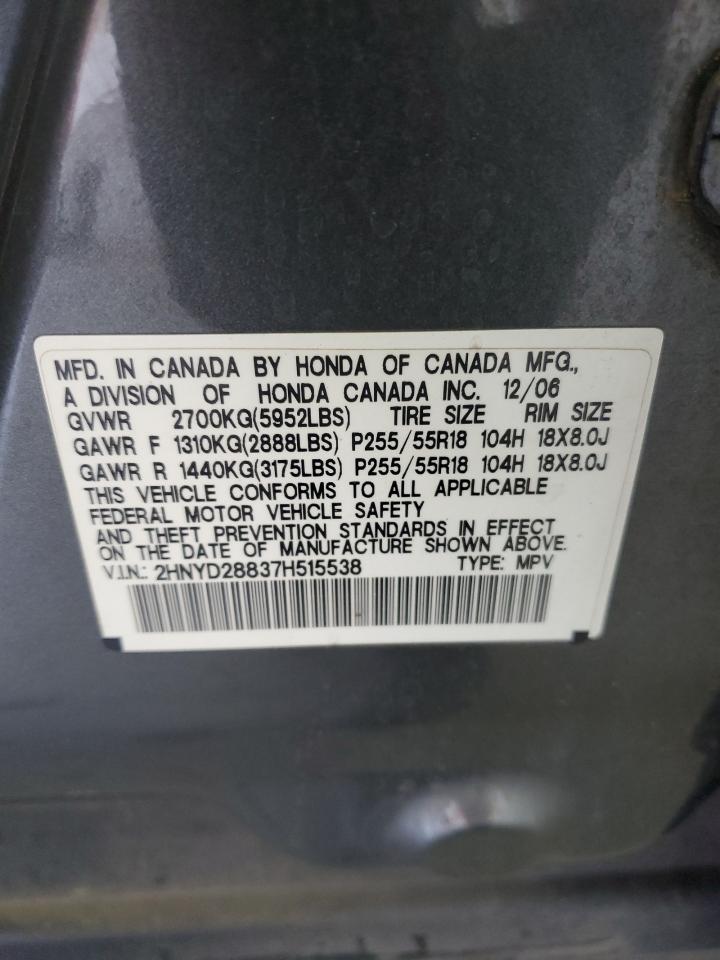 MFD. IN CANADA BY HONDA OF CANADA MFG.,
A DIVISION OF HONDA CANADA INC. 12/06
GVWR 2700KG(5952LBS) TIRE SIZE RIM SIZE
GAWR F 1310KG(2888LBS) P255/55R18 104H 18X8.0J
GAWR R 1440KG(3175LBS) P255/55R18 104H 18X8.0J
THIS VEHICLE CONFORMS TO ALL APPLICABLE
FEDERAL MOTOR VEHICLE SAFETY
AND THEFT PREVENTION STANDARDS IN EFFECT
ON THE DATE OF MANUFACTURE SHOWN ABOVE.
V.I.N.: 2HNYD28837H515538 TYPE: MPV